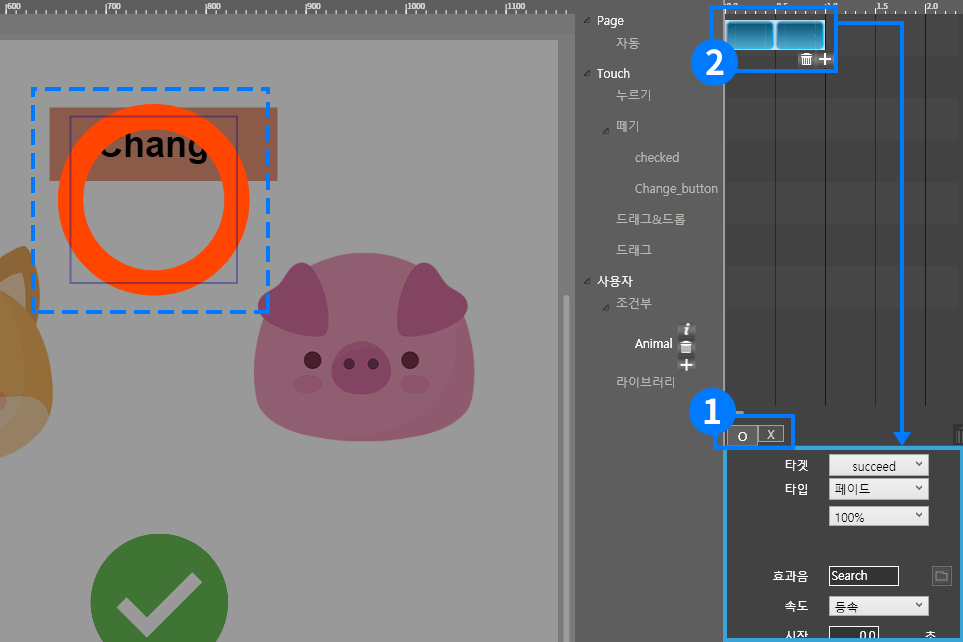 600 700 800 900 1000 1100
Chang
Page
자동
Touch
누르기
떼기
checked
Change_button
드래그&드롭
드래그
사용자
조건부
Animal
i
라이브러리
1.5 2.0
2
1
O X
타겟 succeed
타입 페이드
100%
효과음 Search
속도 등속
시작 0.0 초